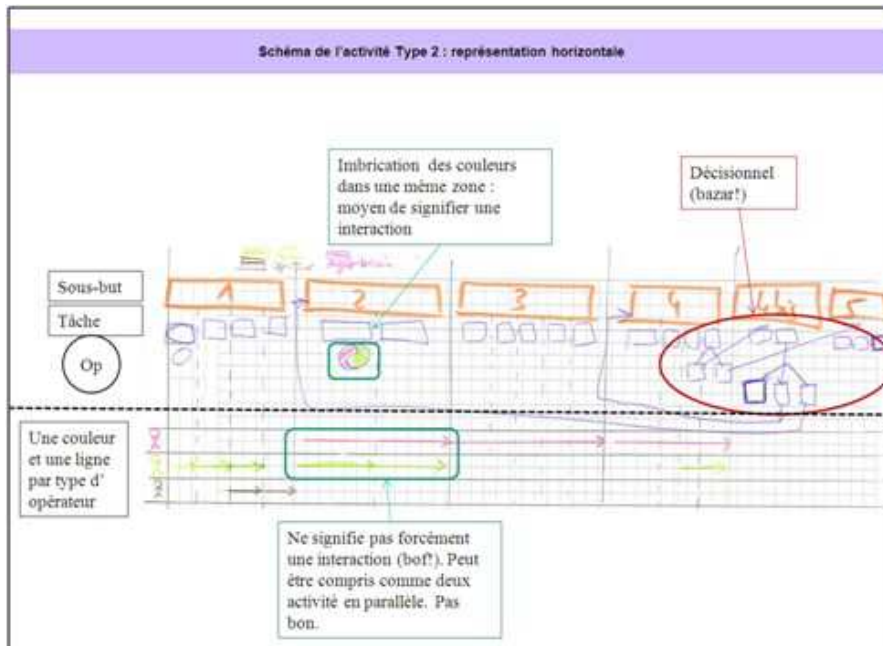 Schéma de l'activité Type 2 : représentation horizontale
Imbrication des couleurs
dans une même zone :
moyen de signifier une
interaction
Décisionnel
(bazar!)
Sous-but
1
2
3
4
5
Tâche
Op
Une couleur
et une ligne
par type d'
opérateur
Ne signifie pas forcément
une interaction (bof!). Peut
être compris comme deux
activité en parallèle. Pas
bon.